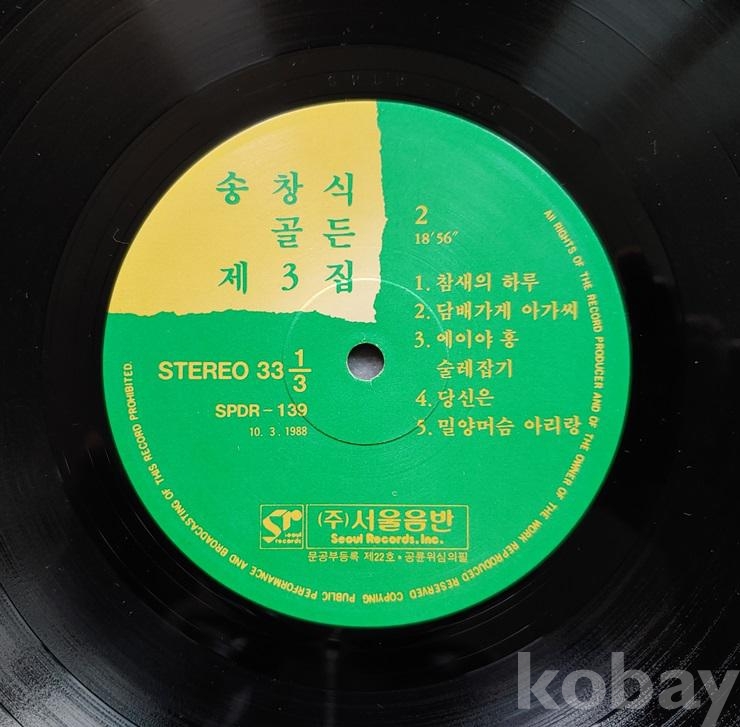 송 창 식
골 든
제 3 집
STEREO 33 1/3
SPDR-139
10. 3. 1988
2
18′56″
1. 참새의 하루
2. 담배가게 아가씨
3. 에이야 홍
술레잡기
4. 당신은
5. 밀양머슴 아리랑
sr
seoul
records
(주)서울음반
Seoul Records, Inc.
문공부등록 제22호·공륜위심의필
All RIGHTS OF THE RECORD PRODUCER AND OF THE OWNER OF THE WORK REPRODUCED RESERVED COPYING PUBLIC PERFORMANCE AND BROADCASTING OF THIS RECORD PROHIBITED.
kobay